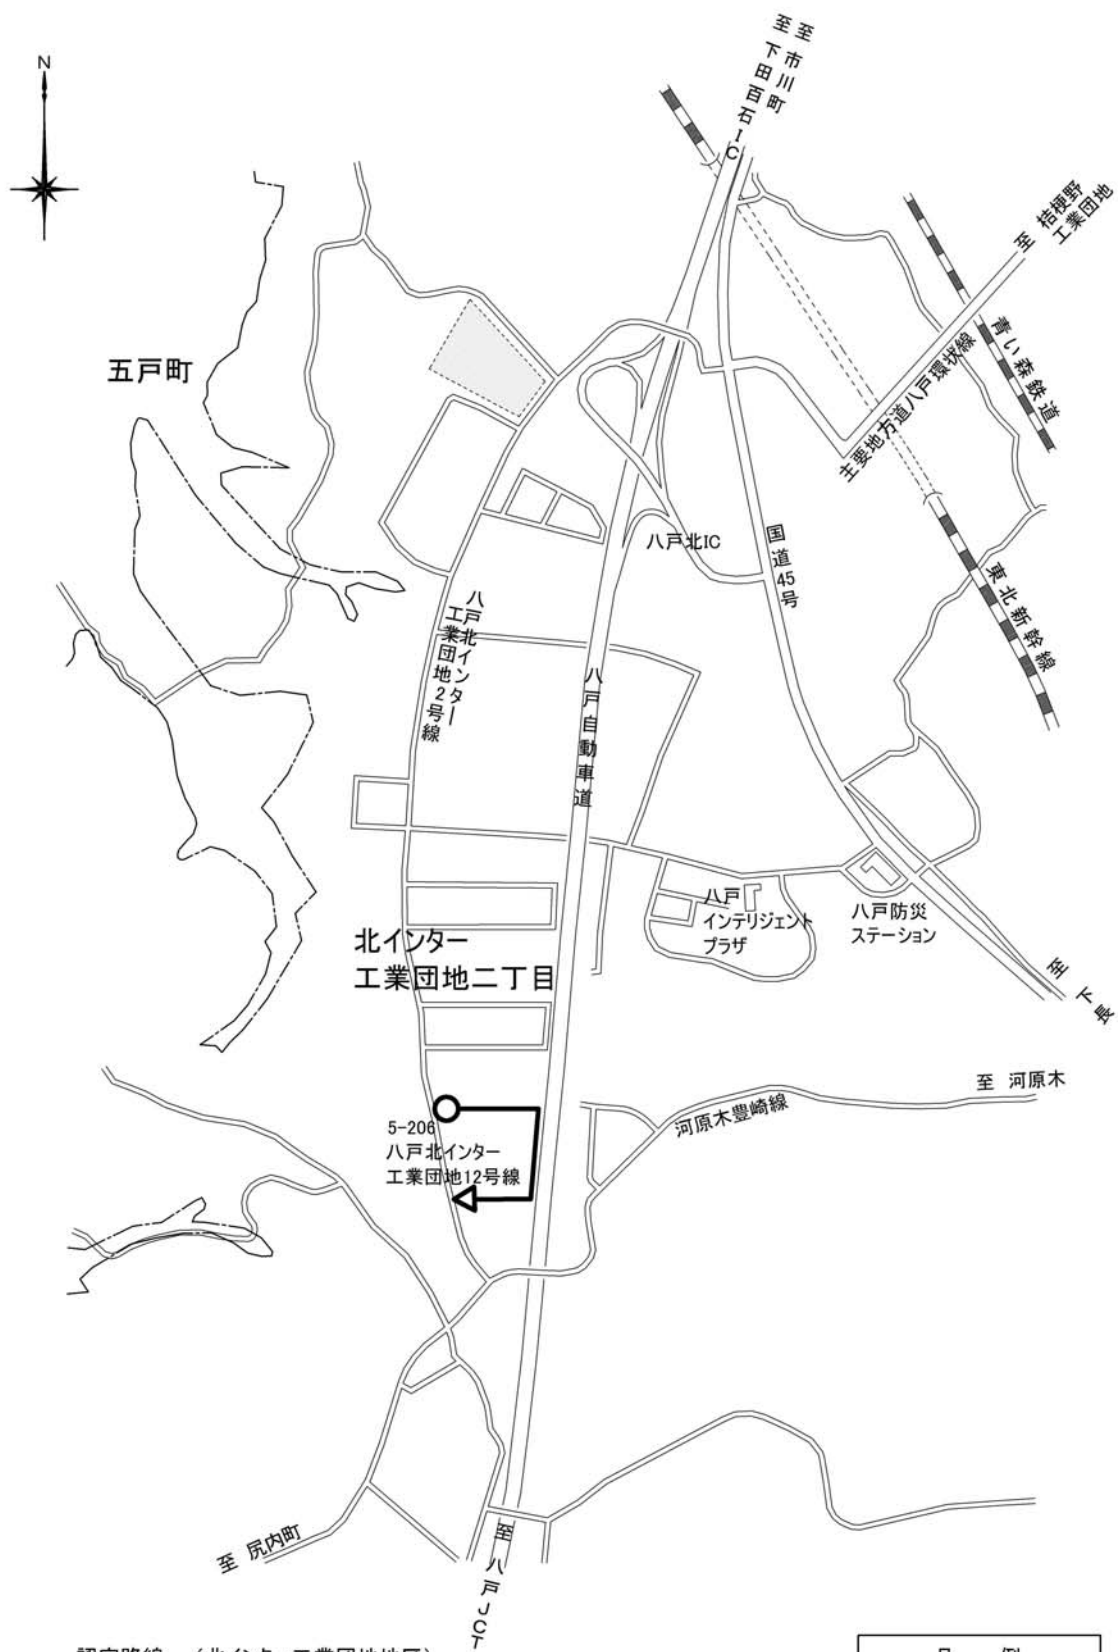 N
至 市川町
至 下田百石IC
至 桔梗野
工業団地
青い森鉄道
主要地方道八戸環状線
五戸町
八戸北IC
国道45号
東北新幹線
八戸北インター
工業団地2号線
八戸自動車道
八戸
インテリジェント
プラザ
八戸防災
ステーション
北インター
工業団地二丁目
至 下長
至 河原木
河原木豊崎線
5-206
八戸北インター
工業団地12号線
至 尻内町
至 八戸JCT